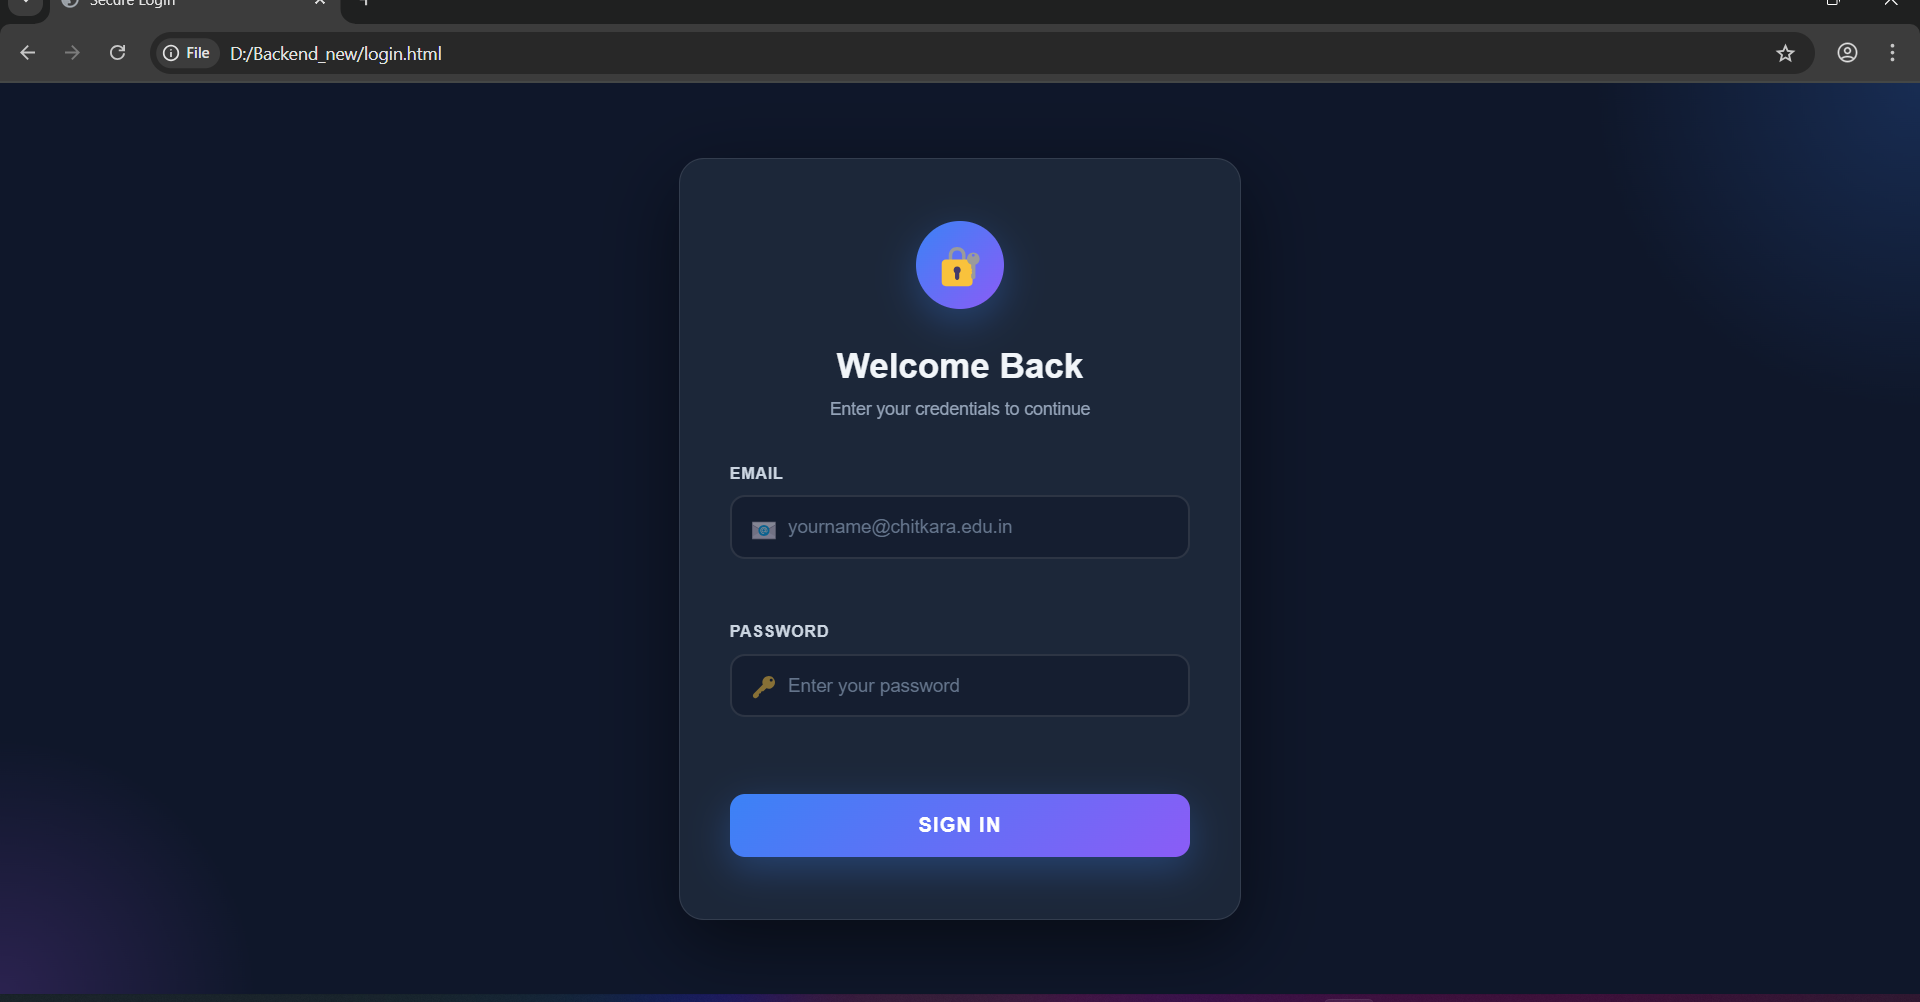 Secure Login
File D:/Backend_new/login.html
Welcome Back
Enter your credentials to continue
EMAIL
yourname@chitkara.edu.in
PASSWORD
Enter your password
SIGN IN